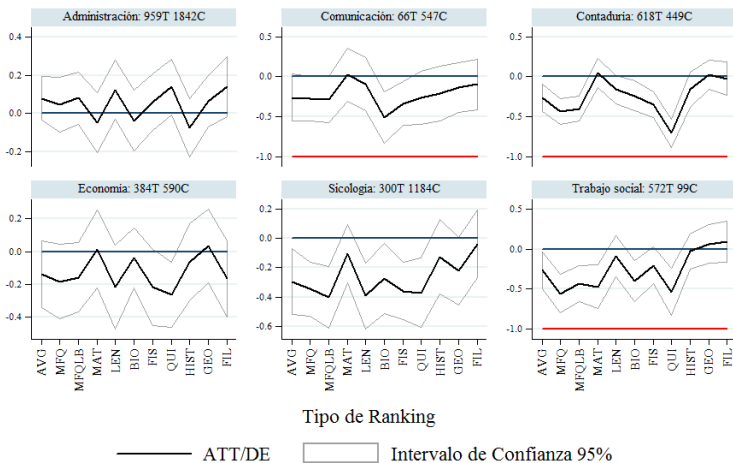 Administración: 959T 1842C
Comunicación: 66T 547C
Contaduria: 618T 449C
0.4
0.2
0.0
-0.2
0.5
0.0
-0.5
-1.0
0.5
0.0
-0.5
-1.0
Economia: 384T 590C
Sicologia: 300T 1184C
Trabajo social: 572T 99C
0.2
0.0
-0.2
-0.4
0.2
0.0
-0.2
-0.4
-0.6
0.5
0.0
-0.5
-1.0
AVG MFQ MFQLB MAT LEN BIO FIS QUI HIST GEO FIL
AVG MFQ MFQLB MAT LEN BIO FIS QUI HIST GEO FIL
AVG MFQ MFQLB MAT LEN BIO FIS QUI HIST GEO FIL
Tipo de Ranking
ATT/DE Intervalo de Confianza 95%